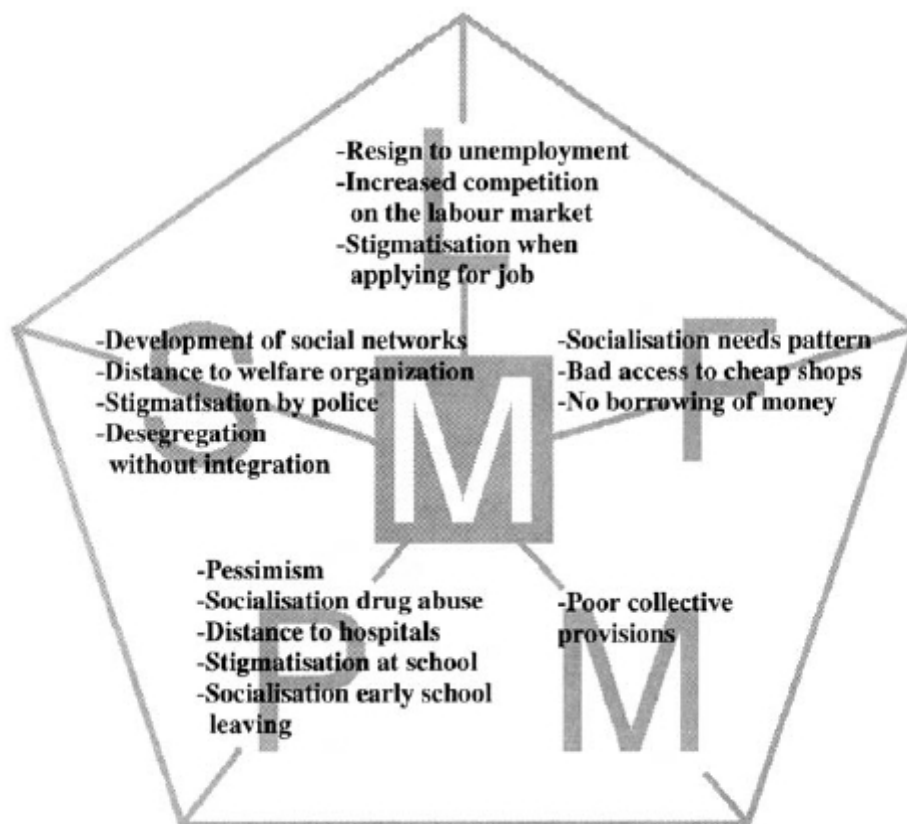 L
-Resign to unemployment
-Increased competition
on the labour market
-Stigmatisation when
applying for job
S
-Development of social networks
-Distance to welfare organization
-Stigmatisation by police
-Desegregation
without integration
M
F
-Socialisation needs pattern
-Bad access to cheap shops
-No borrowing of money
P
-Pessimism
-Socialisation drug abuse
-Distance to hospitals
-Stigmatisation at school
-Socialisation early school
leaving
M
-Poor collective
provisions